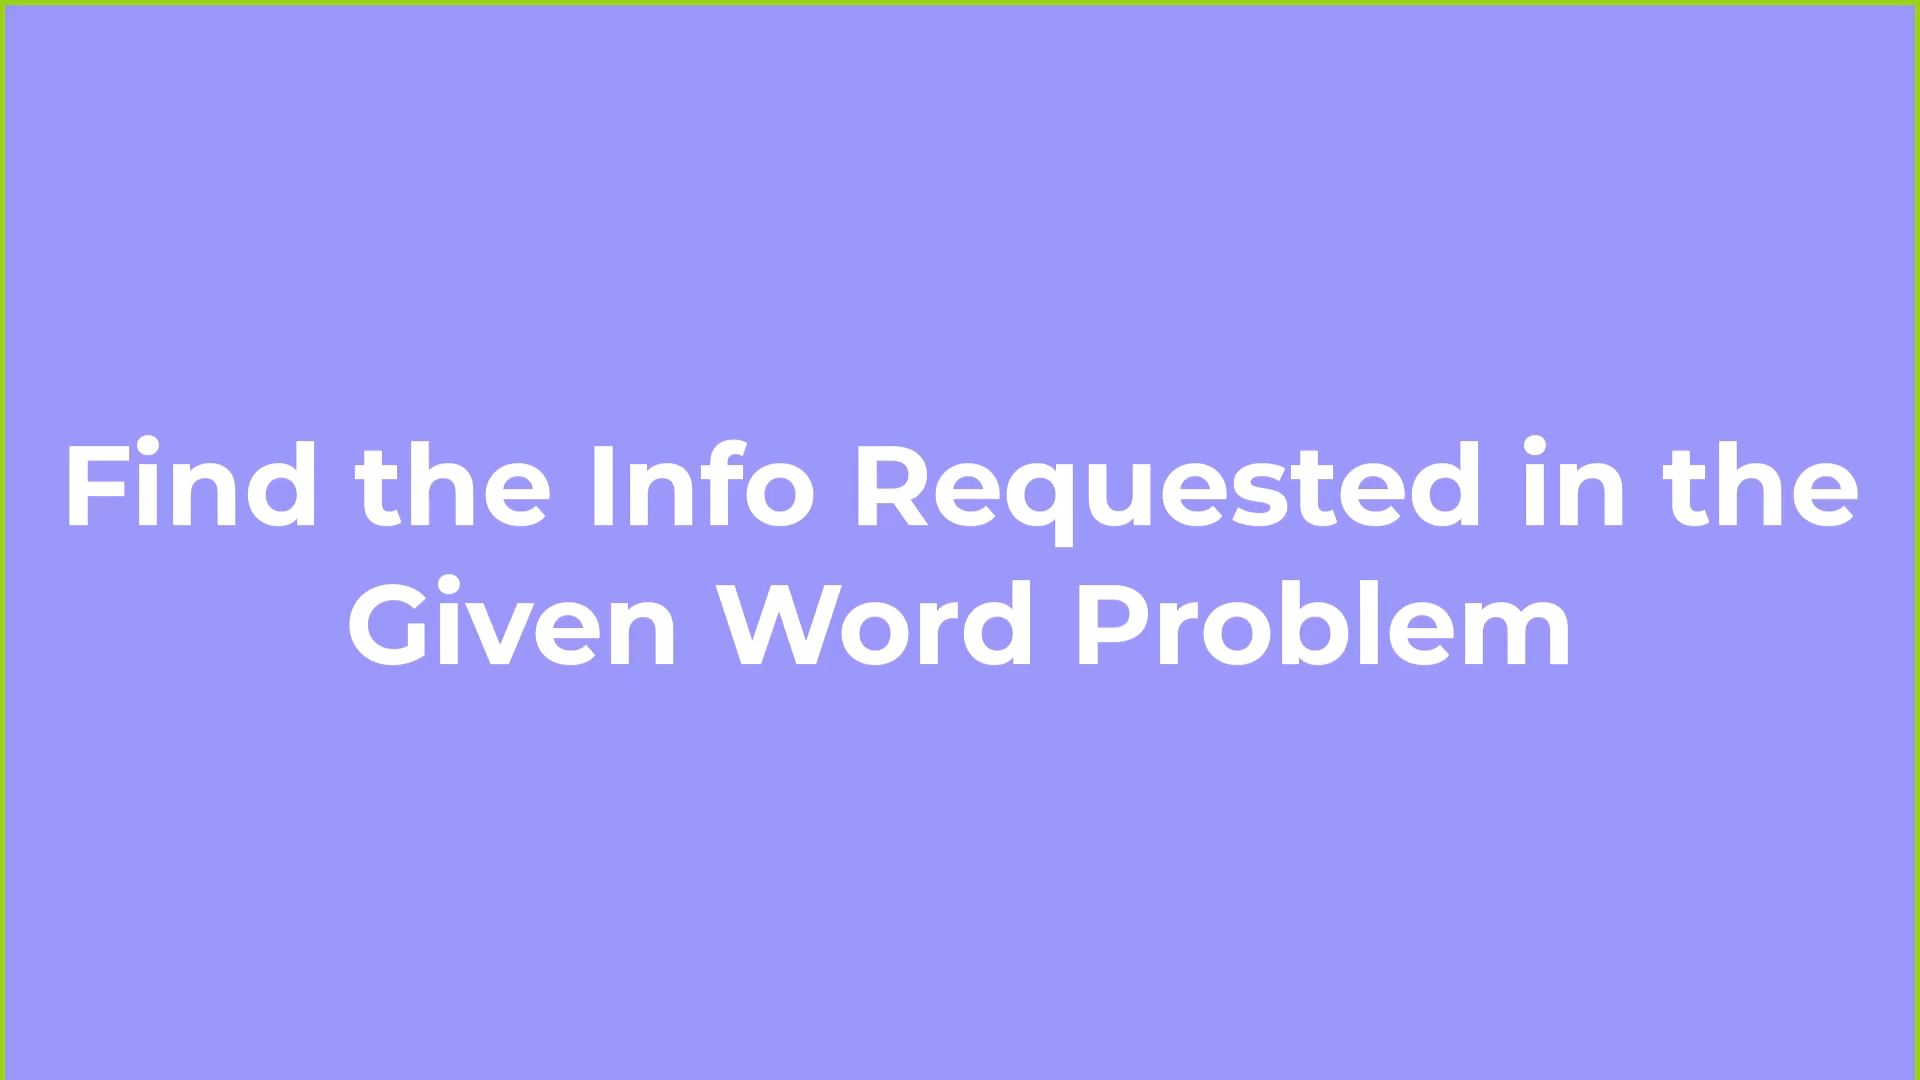 Find the Info Requested in the
Given Word Problem